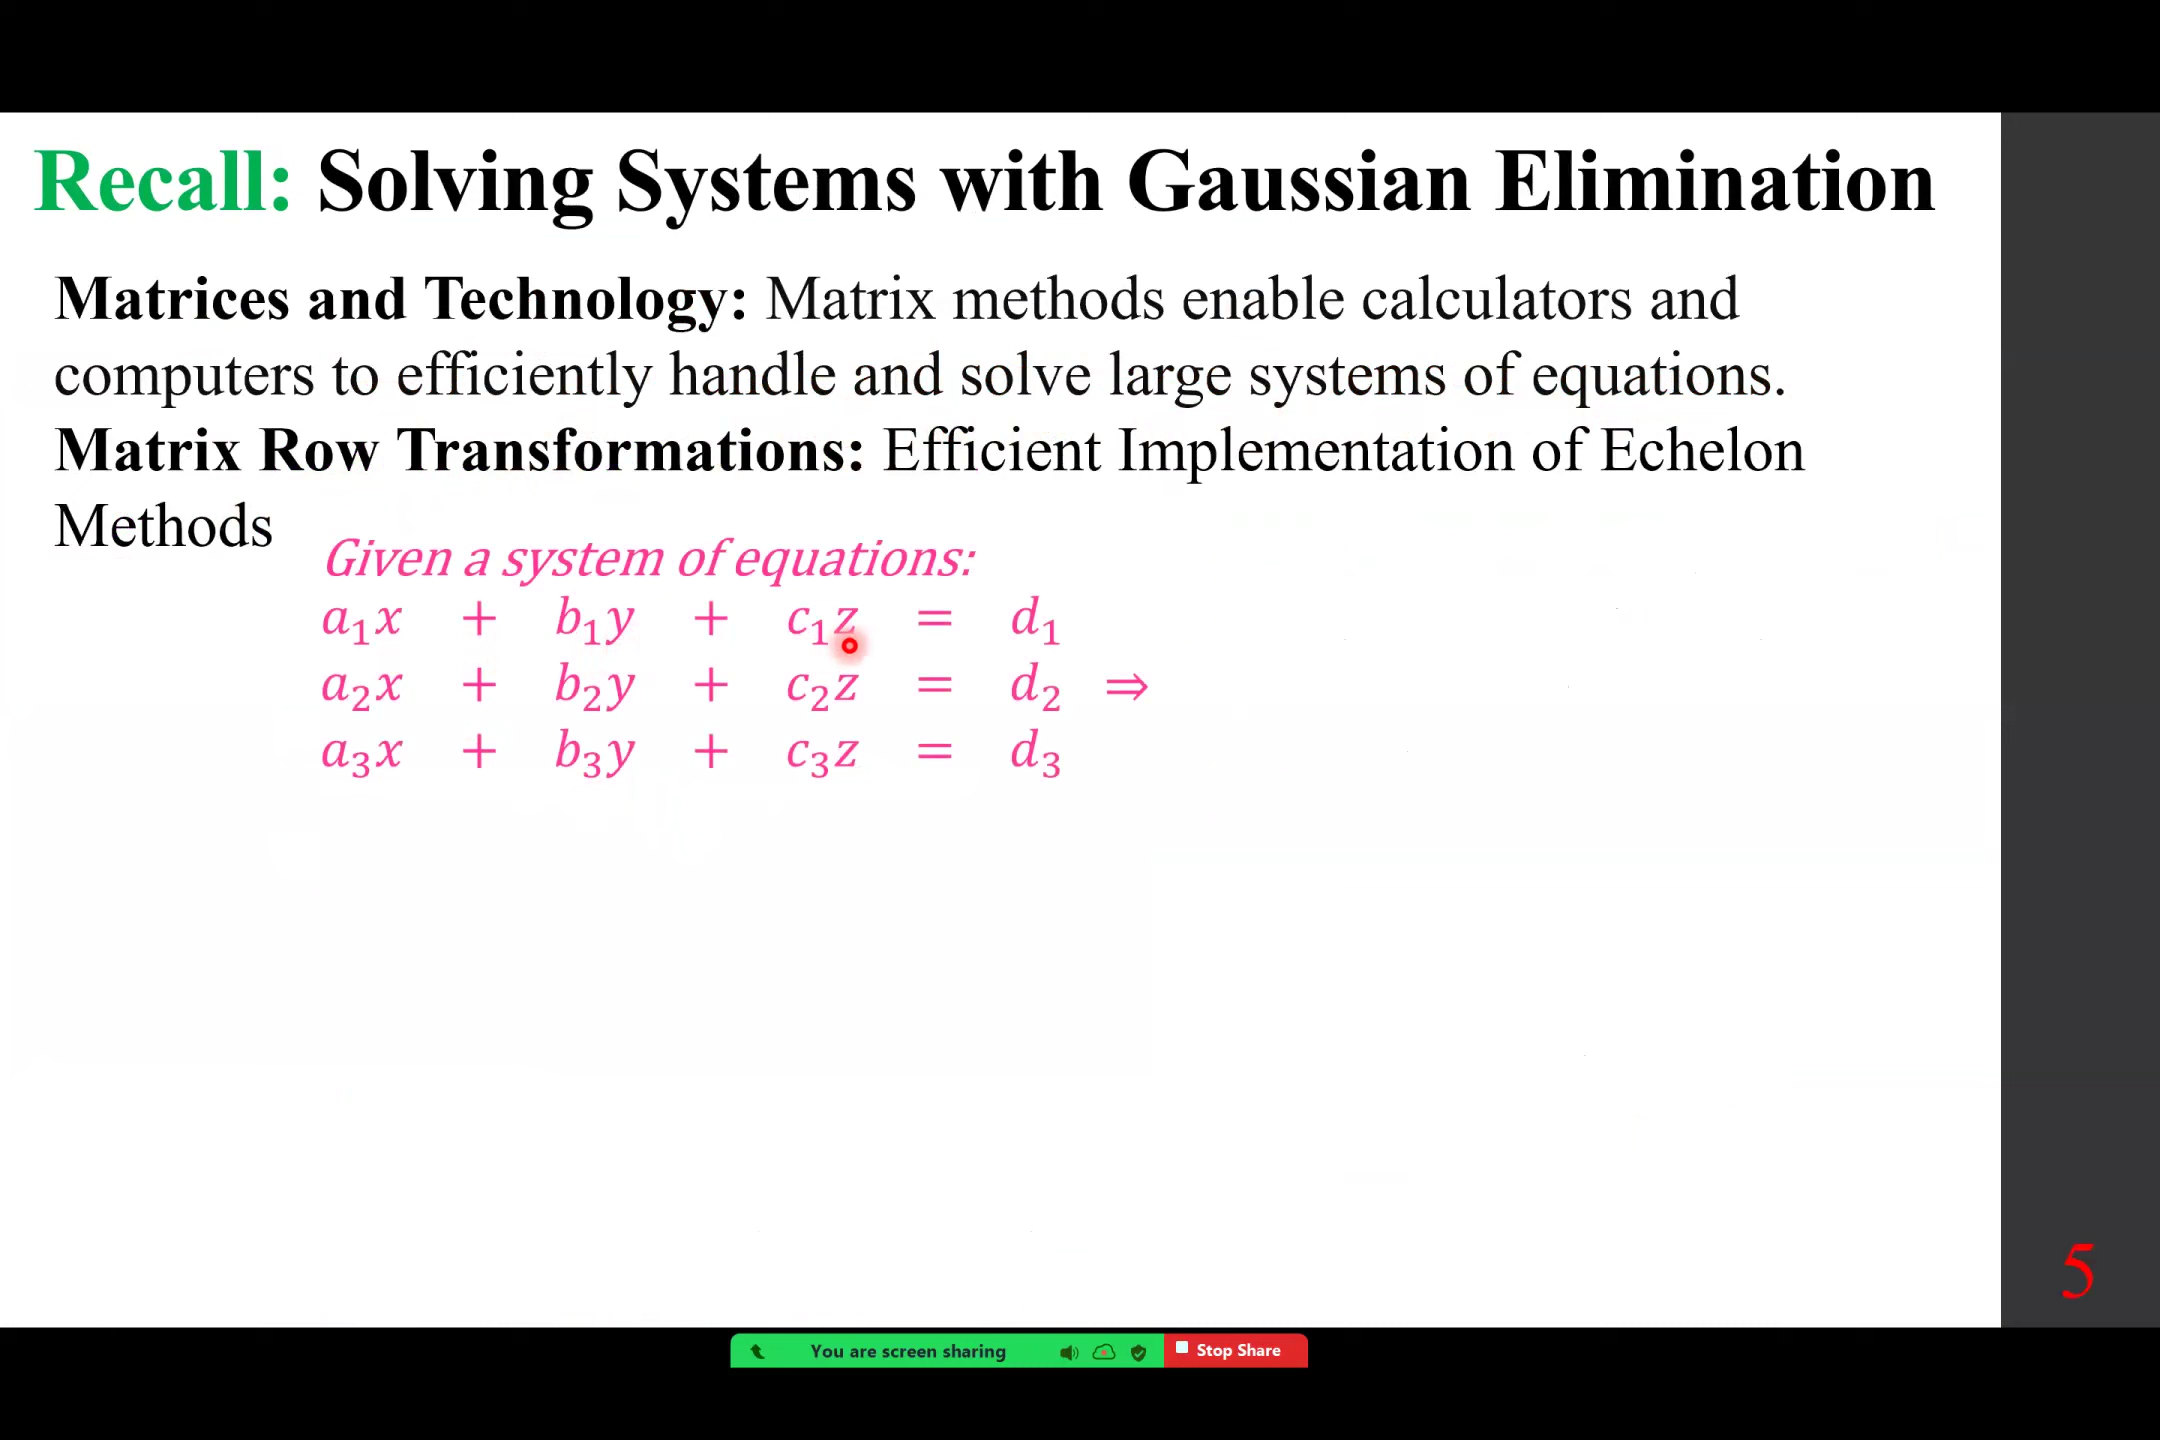 Recall: Solving Systems with Gaussian Elimination
Matrices and Technology: Matrix methods enable calculators and
computers to efficiently handle and solve large systems of equations.
Matrix Row Transformations: Efficient Implementation of Echelon
Methods
Given a system of equations:
a₁x + b₁y + c₁z = d₁
a₂x + b₂y + c₂z = d₂ ⇒
a₃x + b₃y + c₃z = d₃
5
You are screen sharing Stop Share